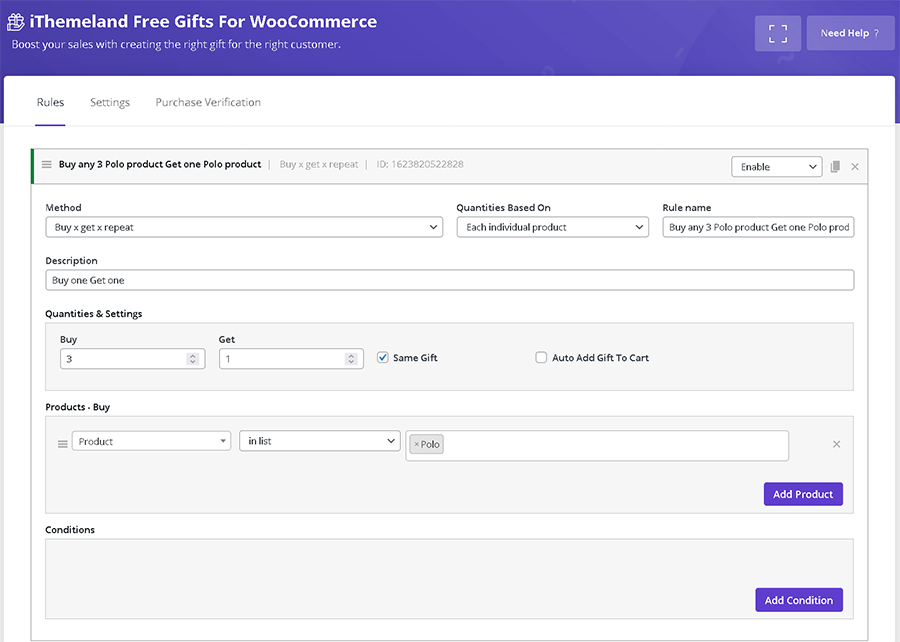 iThemeland Free Gifts For WooCommerce
Boost your sales with creating the right gift for the right customer.
Need Help ?
Rules Settings Purchase Verification
Buy any 3 Polo product Get one Polo product | Buy x get x repeat | ID: 1623820522828 Enable
Method Quantities Based On Rule name
Buy x get x repeat Each individual product Buy any 3 Polo product Get one Polo prod
Description
Buy one Get one
Quantities & Settings
Buy Get
3 1 Same Gift Auto Add Gift To Cart
Products - Buy
Product in list × Polo
Add Product
Conditions
Add Condition